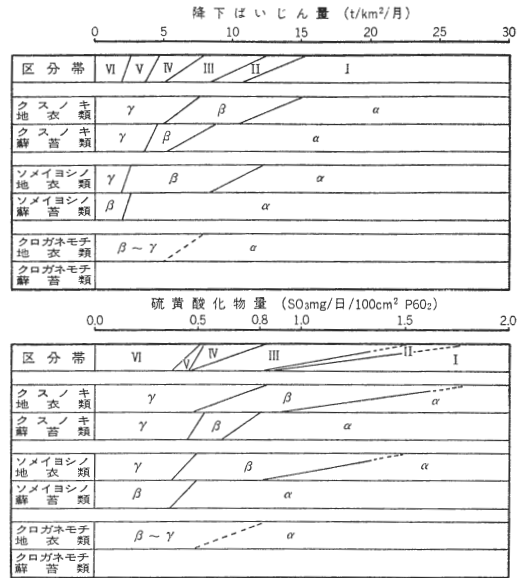 降下ばいじん量 (t/km²/月)
0 5 10 15 20 25 30
区分帯 Ⅵ Ⅴ Ⅳ Ⅲ Ⅱ Ⅰ
クスノキ
地衣類 γ β α
クスノキ
蘚苔類 γ β α
ソメイヨシノ
地衣類 γ β α
ソメイヨシノ
蘚苔類 β α
クロガネモチ
地衣類 β～γ α
クロガネモチ
蘚苔類
硫黄酸化物量 (SO₃mg/日/100cm² PbO₂)
0.0 0.5 0.8 1.0 1.5 2.0
区分帯 Ⅵ Ⅴ Ⅳ Ⅲ Ⅱ Ⅰ
クスノキ
地衣類 γ β α
クスノキ
蘚苔類 γ β α
ソメイヨシノ
地衣類 γ β α
ソメイヨシノ
蘚苔類 β α
クロガネモチ
地衣類 β～γ α
クロガネモチ
蘚苔類